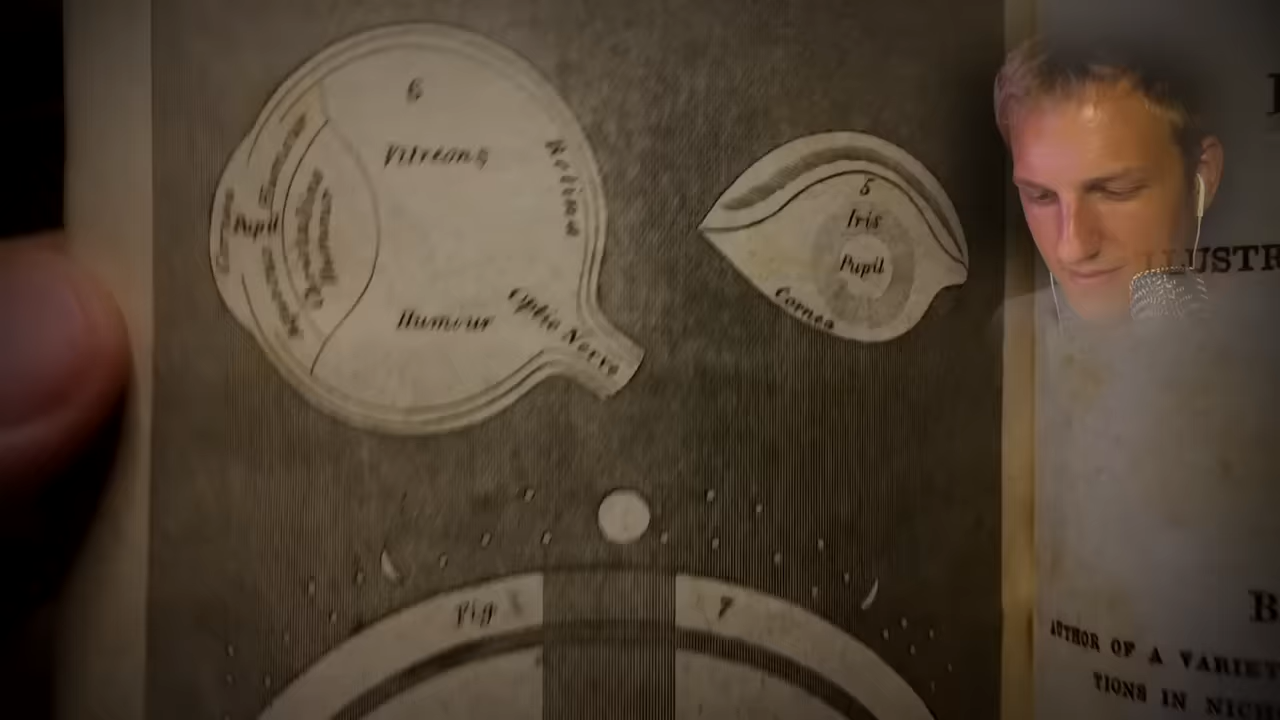 6
Vitreous
Retina
Pupil
Humour
Optic Nerve
5
Iris
Pupil
Cornea
Fig
7
ILLUSTR
B
AUTHOR OF A VARIET
TIONS IN NICH